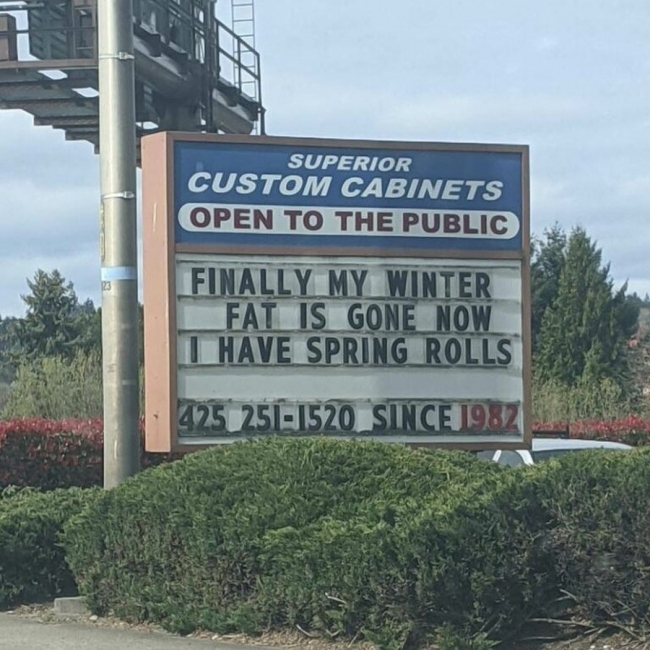 SUPERIOR
CUSTOM CABINETS
OPEN TO THE PUBLIC
FINALLY MY WINTER
FAT IS GONE NOW
I HAVE SPRING ROLLS
425 251-1520 SINCE 1982